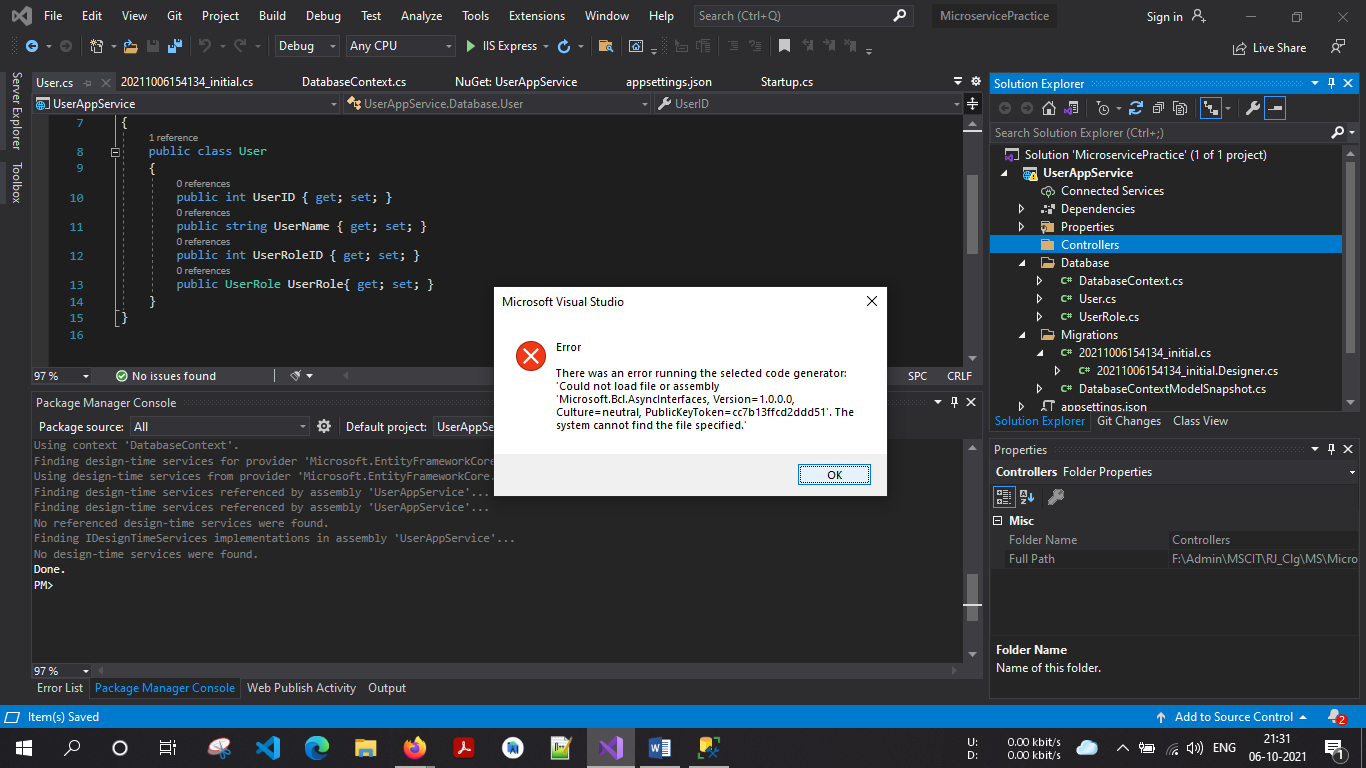 File Edit View Git Project Build Debug Test Analyze Tools Extensions Window Help Search (Ctrl+Q) MicroservicePractice Sign in
Debug Any CPU IIS Express Live Share
Server Explorer
Toolbox
User.cs 20211006154134_initial.cs DatabaseContext.cs NuGet: UserAppService appsettings.json Startup.cs
UserAppService UserAppService.Database.User UserID
7 {
1 reference
8 public class User
9 {
0 references
10 public int UserID { get; set; }
0 references
11 public string UserName { get; set; }
0 references
12 public int UserRoleID { get; set; }
0 references
13 public UserRole UserRole{ get; set; }
14 }
15 }
16
97 % No issues found SPC CRLF
Package Manager Console
Package source: All Default project: UserAppSe
Using context 'DatabaseContext'.
Finding design-time services for provider 'Microsoft.EntityFrameworkCore
Using design-time services from provider 'Microsoft.EntityFrameworkCore.
Finding design-time services referenced by assembly 'UserAppService'...
Finding design-time services referenced by assembly 'UserAppService'...
No referenced design-time services were found.
Finding IDesignTimeServices implementations in assembly 'UserAppService'...
No design-time services were found.
Done.
PM>
97 %
Error List Package Manager Console Web Publish Activity Output
Microsoft Visual Studio
Error
There was an error running the selected code generator:
'Could not load file or assembly
'Microsoft.Bcl.AsyncInterfaces, Version=1.0.0.0,
Culture=neutral, PublicKeyToken=cc7b13ffcd2ddd51'. The
system cannot find the file specified.'
OK
Solution Explorer
Search Solution Explorer (Ctrl+;)
Solution 'MicroservicePractice' (1 of 1 project)
UserAppService
Connected Services
Dependencies
Properties
Controllers
Database
DatabaseContext.cs
User.cs
UserRole.cs
Migrations
20211006154134_initial.cs
20211006154134_initial.Designer.cs
DatabaseContextModelSnapshot.cs
appsettings.json
Solution Explorer Git Changes Class View
Properties
Controllers Folder Properties
Misc
Folder Name Controllers
Full Path F:\Admin\MSCIT\RJ_Clg\MS\Micro
Folder Name
Name of this folder.
Item(s) Saved Add to Source Control 2
U: 0.00 kbit/s
D: 0.00 kbit/s
ENG
21:31
06-10-2021
1